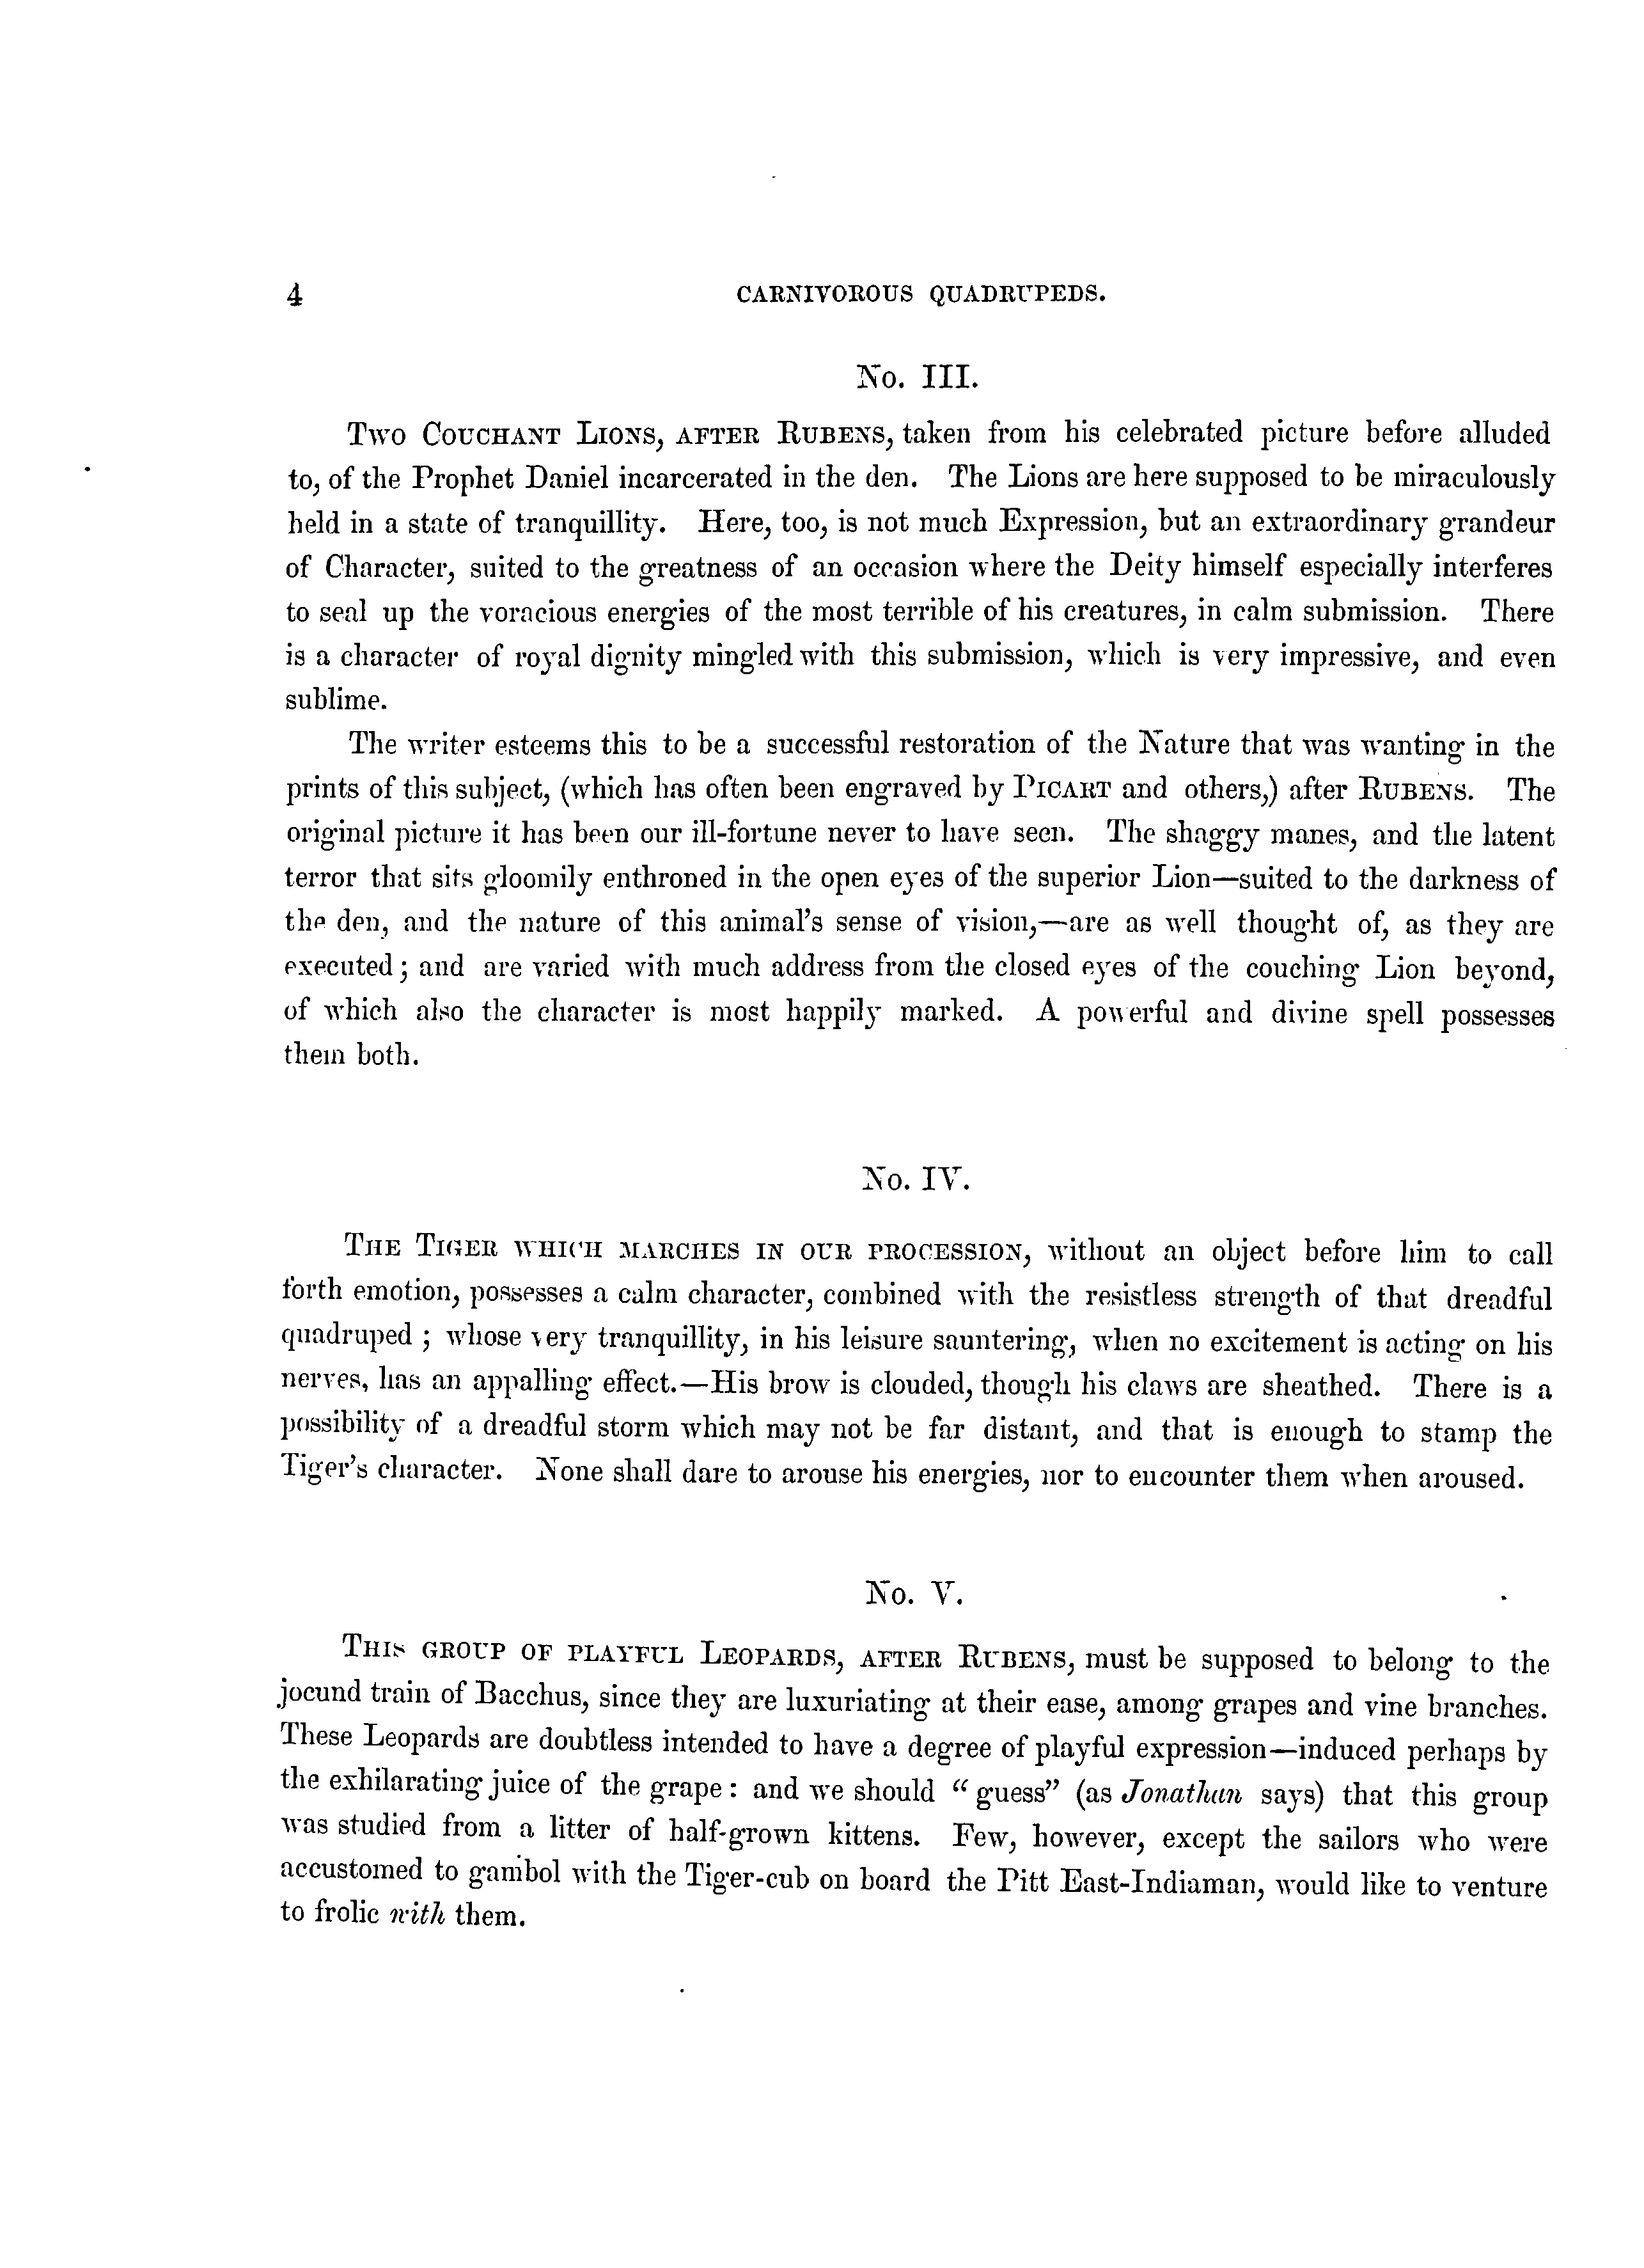 4 CARNIVOROUS QUADRUPEDS.
No. III.
Two Couchant Lions, after Rubens, taken from his celebrated picture before alluded
to, of the Prophet Daniel incarcerated in the den. The Lions are here supposed to be miraculously
held in a state of tranquillity. Here, too, is not much Expression, but an extraordinary grandeur
of Character, suited to the greatness of an occasion where the Deity himself especially interferes
to seal up the voracious energies of the most terrible of his creatures, in calm submission. There
is a character of royal dignity mingled with this submission, which is very impressive, and even
sublime.
The writer esteems this to be a successful restoration of the Nature that was wanting in the
prints of this subject, (which has often been engraved by Picart and others,) after Rubens. The
original picture it has been our ill-fortune never to have seen. The shaggy manes, and the latent
terror that sits gloomily enthroned in the open eyes of the superior Lion—suited to the darkness of
the den, and the nature of this animal's sense of vision,—are as well thought of, as they are
executed; and are varied with much address from the closed eyes of the couching Lion beyond,
of which also the character is most happily marked. A powerful and divine spell possesses
them both.
No. IV.
The Tiger which marches in our procession, without an object before him to call
forth emotion, possesses a calm character, combined with the resistless strength of that dreadful
quadruped ; whose very tranquillity, in his leisure sauntering, when no excitement is acting on his
nerves, has an appalling effect.—His brow is clouded, though his claws are sheathed. There is a
possibility of a dreadful storm which may not be far distant, and that is enough to stamp the
Tiger's character. None shall dare to arouse his energies, nor to encounter them when aroused.
No. V.
This group of playful Leopards, after Rubens, must be supposed to belong to the
jocund train of Bacchus, since they are luxuriating at their ease, among grapes and vine branches.
These Leopards are doubtless intended to have a degree of playful expression—induced perhaps by
the exhilarating juice of the grape : and we should “ guess” (as Jonathan says) that this group
was studied from a litter of half-grown kittens. Few, however, except the sailors who were
accustomed to gambol with the Tiger-cub on board the Pitt East-Indiaman, would like to venture
to frolic with them.